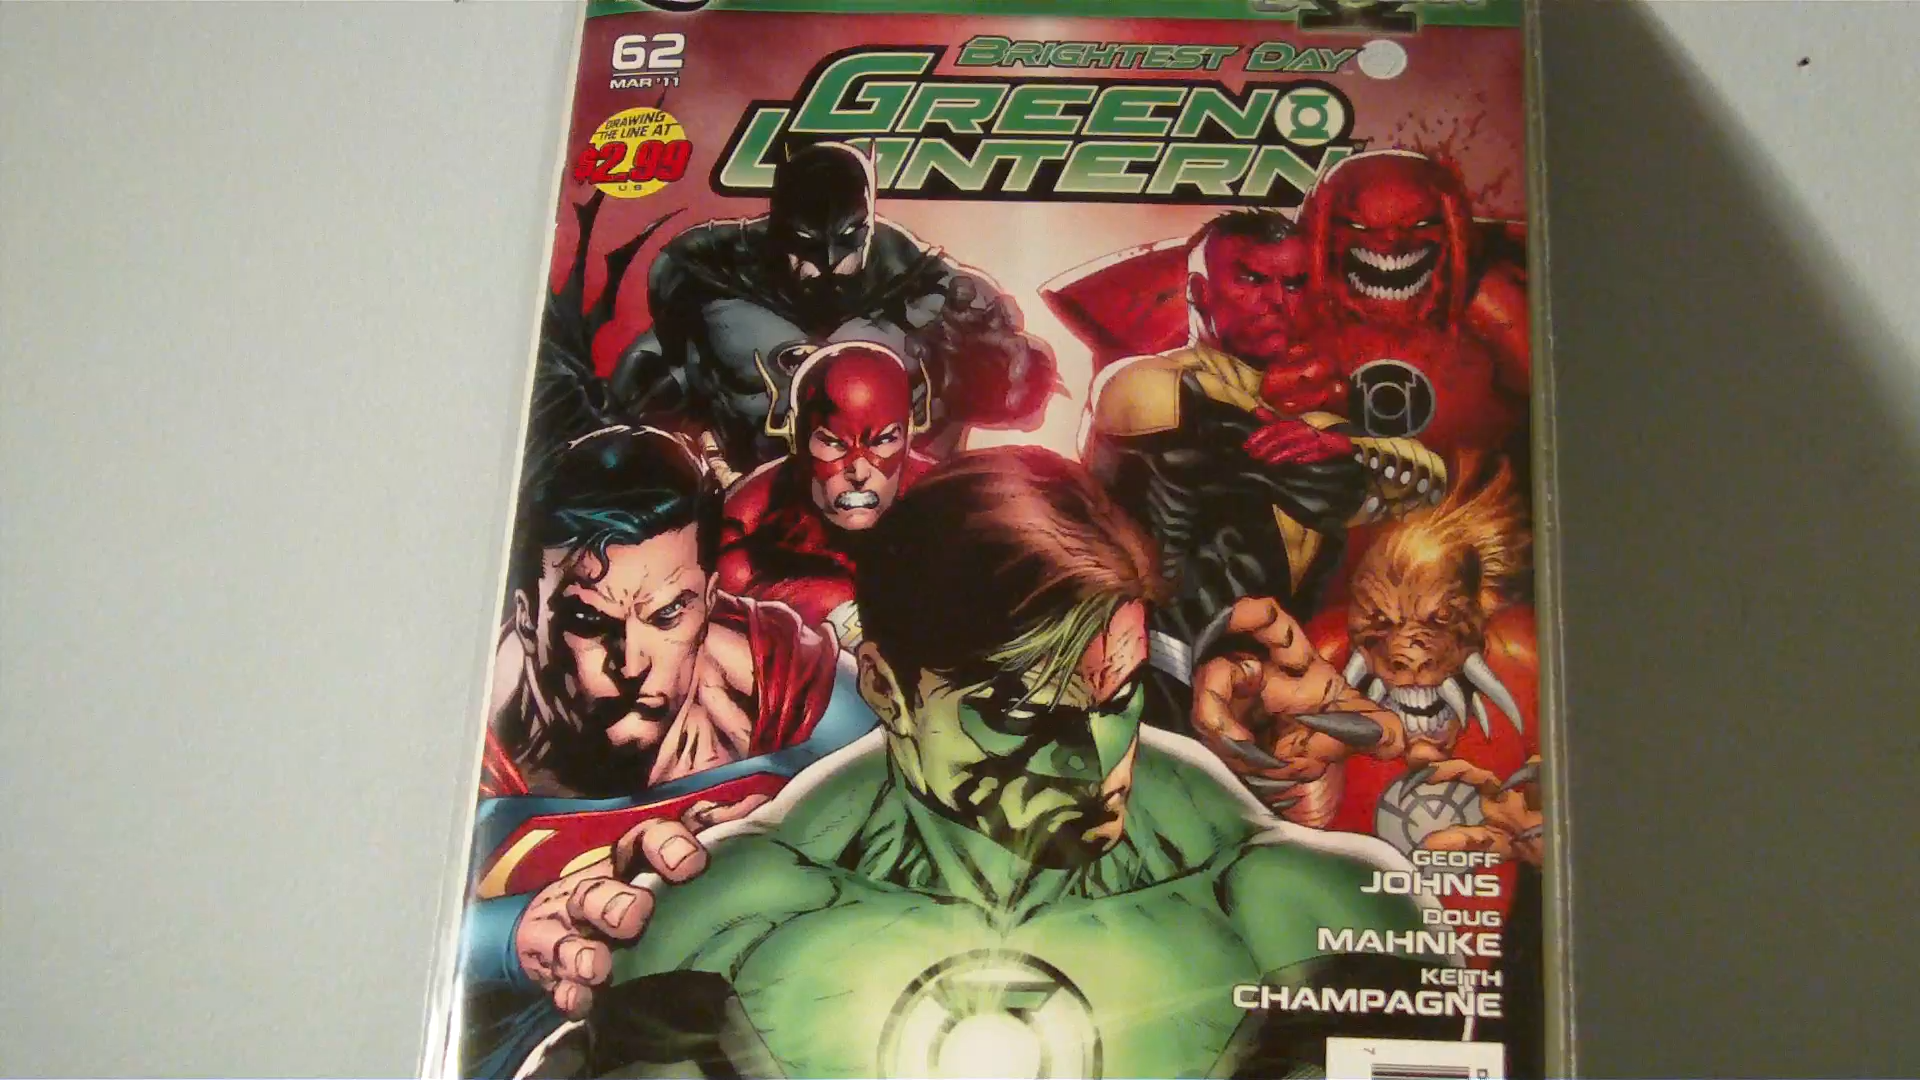 62
MAR '11
DRAWING
THE LINE AT
$2.99
U.S.
BRIGHTEST DAY
GREEN
LANTERN
GEOFF
JOHNS
DOUG
MAHNKE
KEITH
CHAMPAGNE